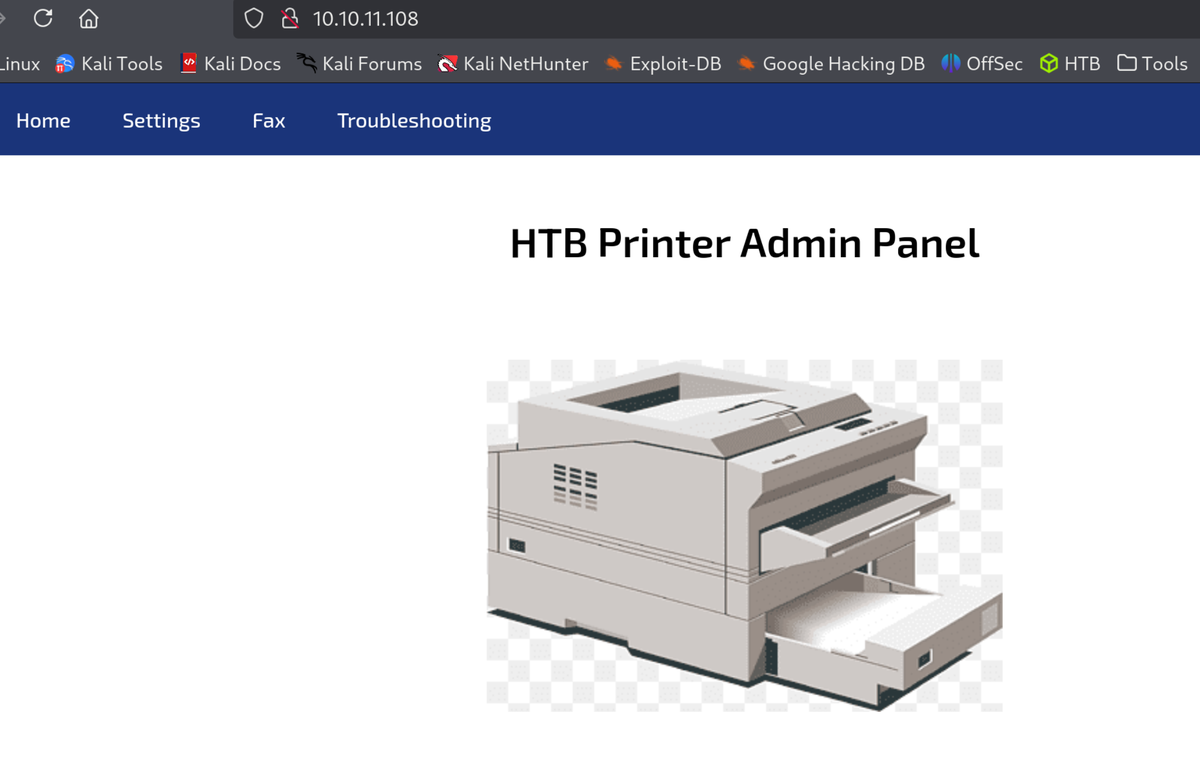 10.10.11.108
Linux Kali Tools Kali Docs Kali Forums Kali NetHunter Exploit-DB Google Hacking DB OffSec HTB Tools
Home Settings Fax Troubleshooting
HTB Printer Admin Panel